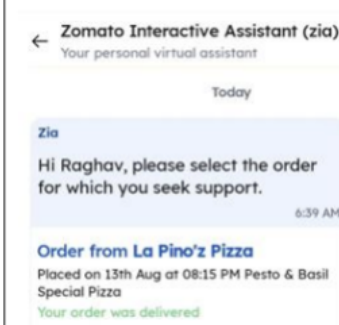 ← Zomato Interactive Assistant (zia)
Your personal virtual assistant
Today
Zia
Hi Raghav, please select the order
for which you seek support.
6:39 AM
Order from La Pino'z Pizza
Placed on 13th Aug at 08:15 PM Pesto & Basil
Special Pizza
Your order was delivered